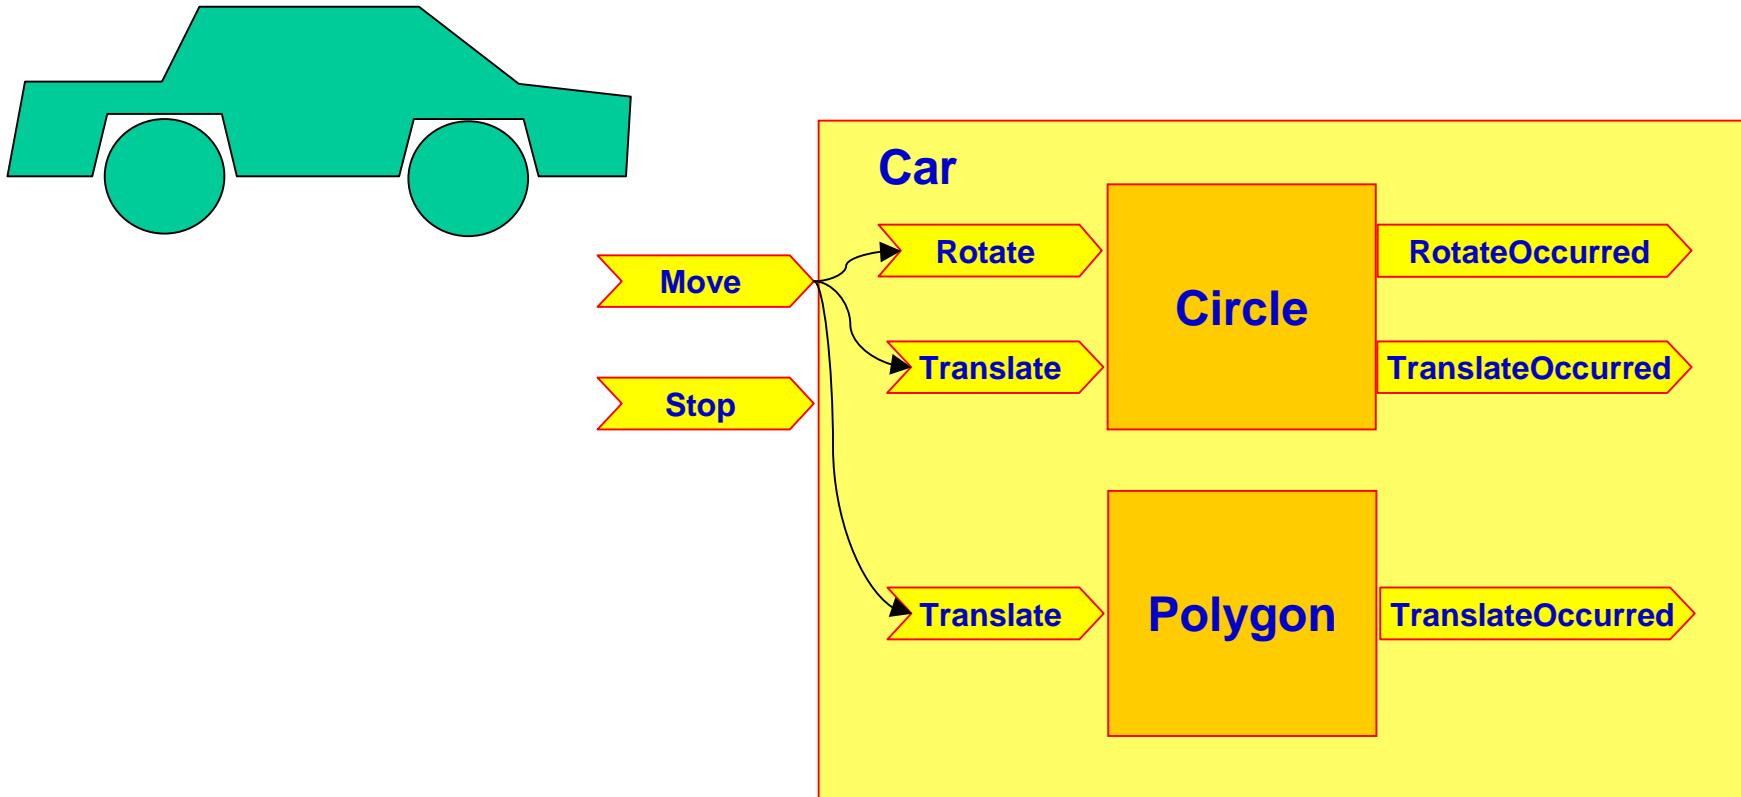 Car
Rotate
RotateOccurred
Move
Circle
Translate
TranslateOccurred
Stop
Translate
Polygon
TranslateOccurred